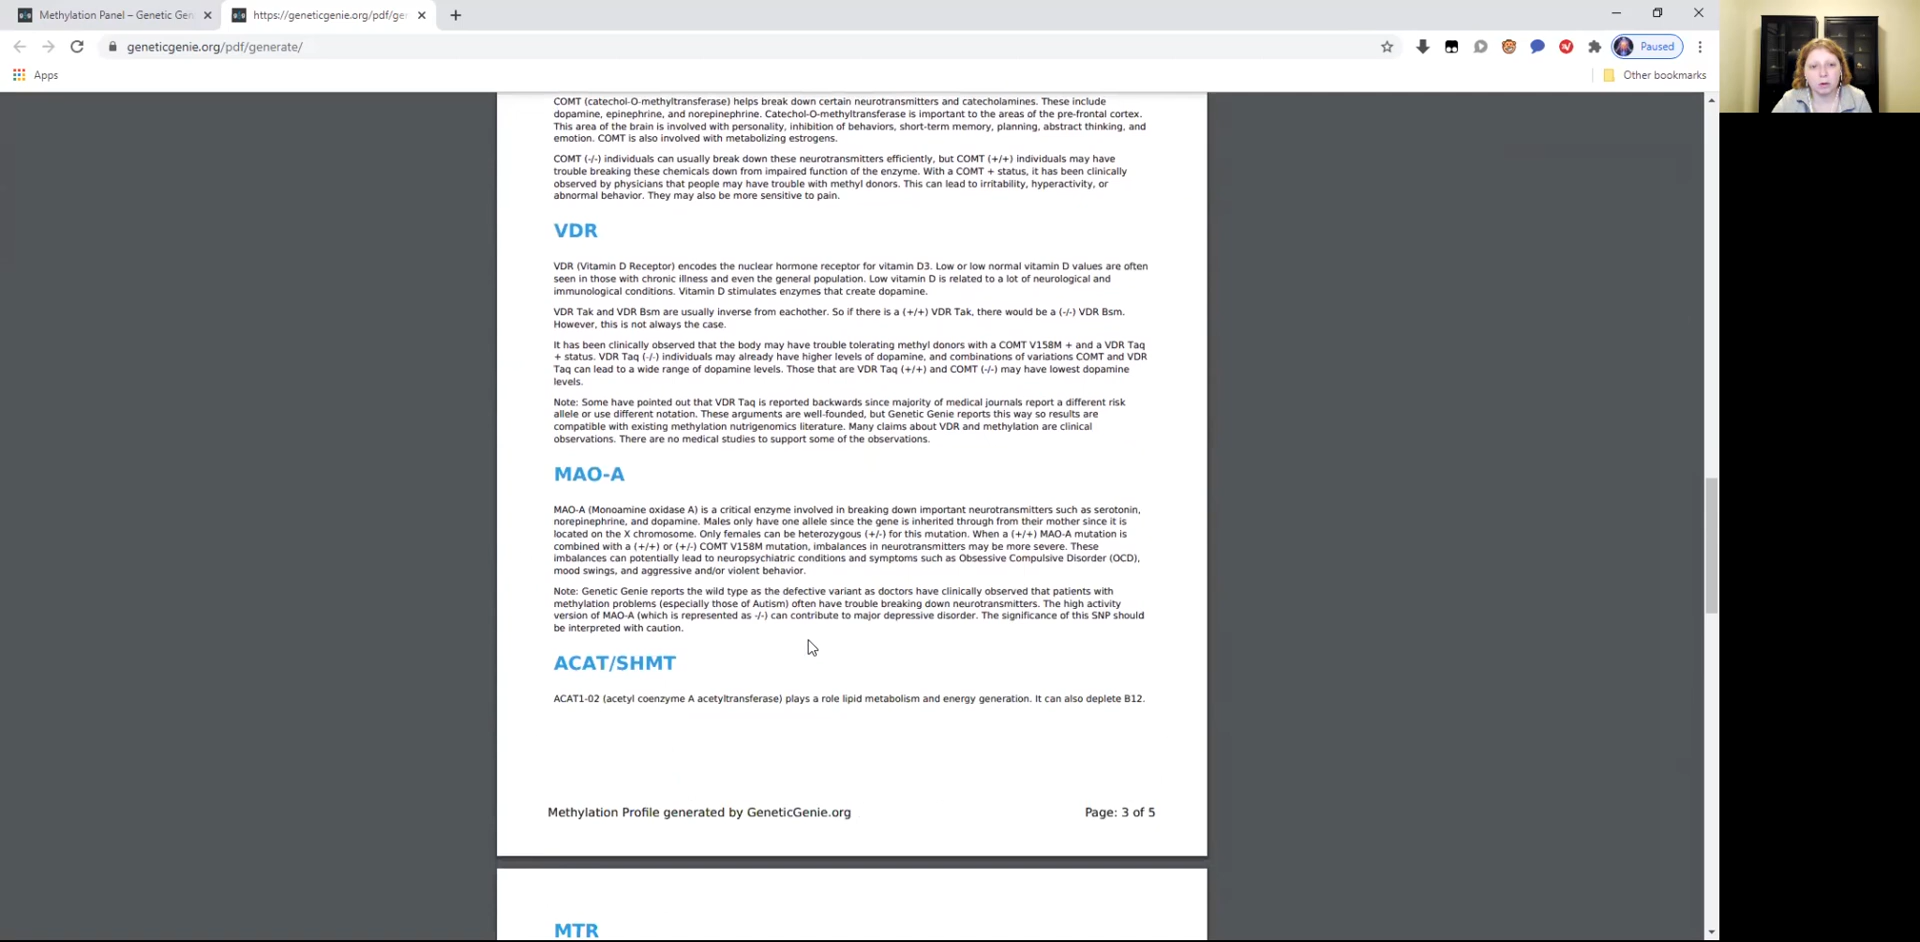 Methylation Panel – Genetic Gen
https://geneticgenie.org/pdf/ge
geneticgenie.org/pdf/generate/
Paused
Apps
Other bookmarks
COMT (catechol-O-methyltransferase) helps break down certain neurotransmitters and catecholamines. These include
dopamine, epinephrine, and norepinephrine. Catechol-O-methyltransferase is important to the areas of the pre-frontal cortex.
This area of the brain is involved with personality, inhibition of behaviors, short-term memory, planning, abstract thinking, and
emotion. COMT is also involved with metabolizing estrogens.
COMT (-/-) individuals can usually break down these neurotransmitters efficiently, but COMT (+/+) individuals may have
trouble breaking these chemicals down from impaired function of the enzyme. With a COMT + status, it has been clinically
observed by physicians that people may have trouble with methyl donors. This can lead to irritability, hyperactivity, or
abnormal behavior. They may also be more sensitive to pain.
VDR
VDR (Vitamin D Receptor) encodes the nuclear hormone receptor for vitamin D3. Low or low normal vitamin D values are often
seen in those with chronic illness and even the general population. Low vitamin D is related to a lot of neurological and
immunological conditions. Vitamin D stimulates enzymes that create dopamine.
VDR Tak and VDR Bsm are usually inverse from eachother. So if there is a (+/+) VDR Tak, there would be a (-/-) VDR Bsm.
However, this is not always the case.
It has been clinically observed that the body may have trouble tolerating methyl donors with a COMT V158M + and a VDR Taq
+ status. VDR Taq (-/-) individuals may already have higher levels of dopamine, and combinations of variations COMT and VDR
Taq can lead to a wide range of dopamine levels. Those that are VDR Taq (+/+) and COMT (-/-) may have lowest dopamine
levels.
Note: Some have pointed out that VDR Taq is reported backwards since majority of medical journals report a different risk
allele or use different notation. These arguments are well-founded, but Genetic Genie reports this way so results are
compatible with existing methylation nutrigenomics literature. Many claims about VDR and methylation are clinical
observations. There are no medical studies to support some of the observations.
MAO-A
MAO-A (Monoamine oxidase A) is a critical enzyme involved in breaking down important neurotransmitters such as serotonin,
norepinephrine, and dopamine. Males only have one allele since the gene is inherited through from their mother since it is
located on the X chromosome. Only females can be heterozygous (+/-) for this mutation. When a (+/+) MAO-A mutation is
combined with a (+/+) or (+/-) COMT V158M mutation, imbalances in neurotransmitters may be more severe. These
imbalances can potentially lead to neuropsychiatric conditions and symptoms such as Obsessive Compulsive Disorder (OCD),
mood swings, and aggressive and/or violent behavior.
Note: Genetic Genie reports the wild type as the defective variant as doctors have clinically observed that patients with
methylation problems (especially those of Autism) often have trouble breaking down neurotransmitters. The high activity
version of MAO-A (which is represented as -/-) can contribute to major depressive disorder. The significance of this SNP should
be interpreted with caution.
ACAT/SHMT
ACAT1-02 (acetyl coenzyme A acetyltransferase) plays a role lipid metabolism and energy generation. It can also deplete B12.
Methylation Profile generated by GeneticGenie.org
Page: 3 of 5
MTR